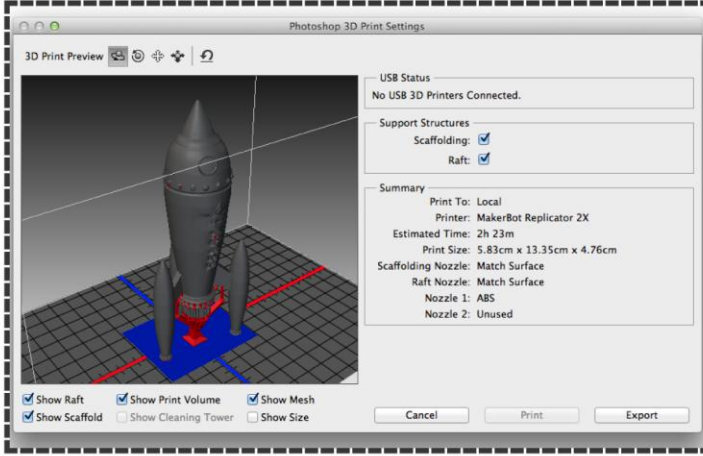 Photoshop 3D Print Settings
3D Print Preview
USB Status
No USB 3D Printers Connected.
Support Structures
Scaffolding:
Raft:
Summary
Print To: Local
Printer: MakerBot Replicator 2X
Estimated Time: 2h 23m
Print Size: 5.83cm x 13.35cm x 4.76cm
Scaffolding Nozzle: Match Surface
Raft Nozzle: Match Surface
Nozzle 1: ABS
Nozzle 2: Unused
Show Raft Show Print Volume Show Mesh
Show Scaffold Show Cleaning Tower Show Size
Cancel Print Export